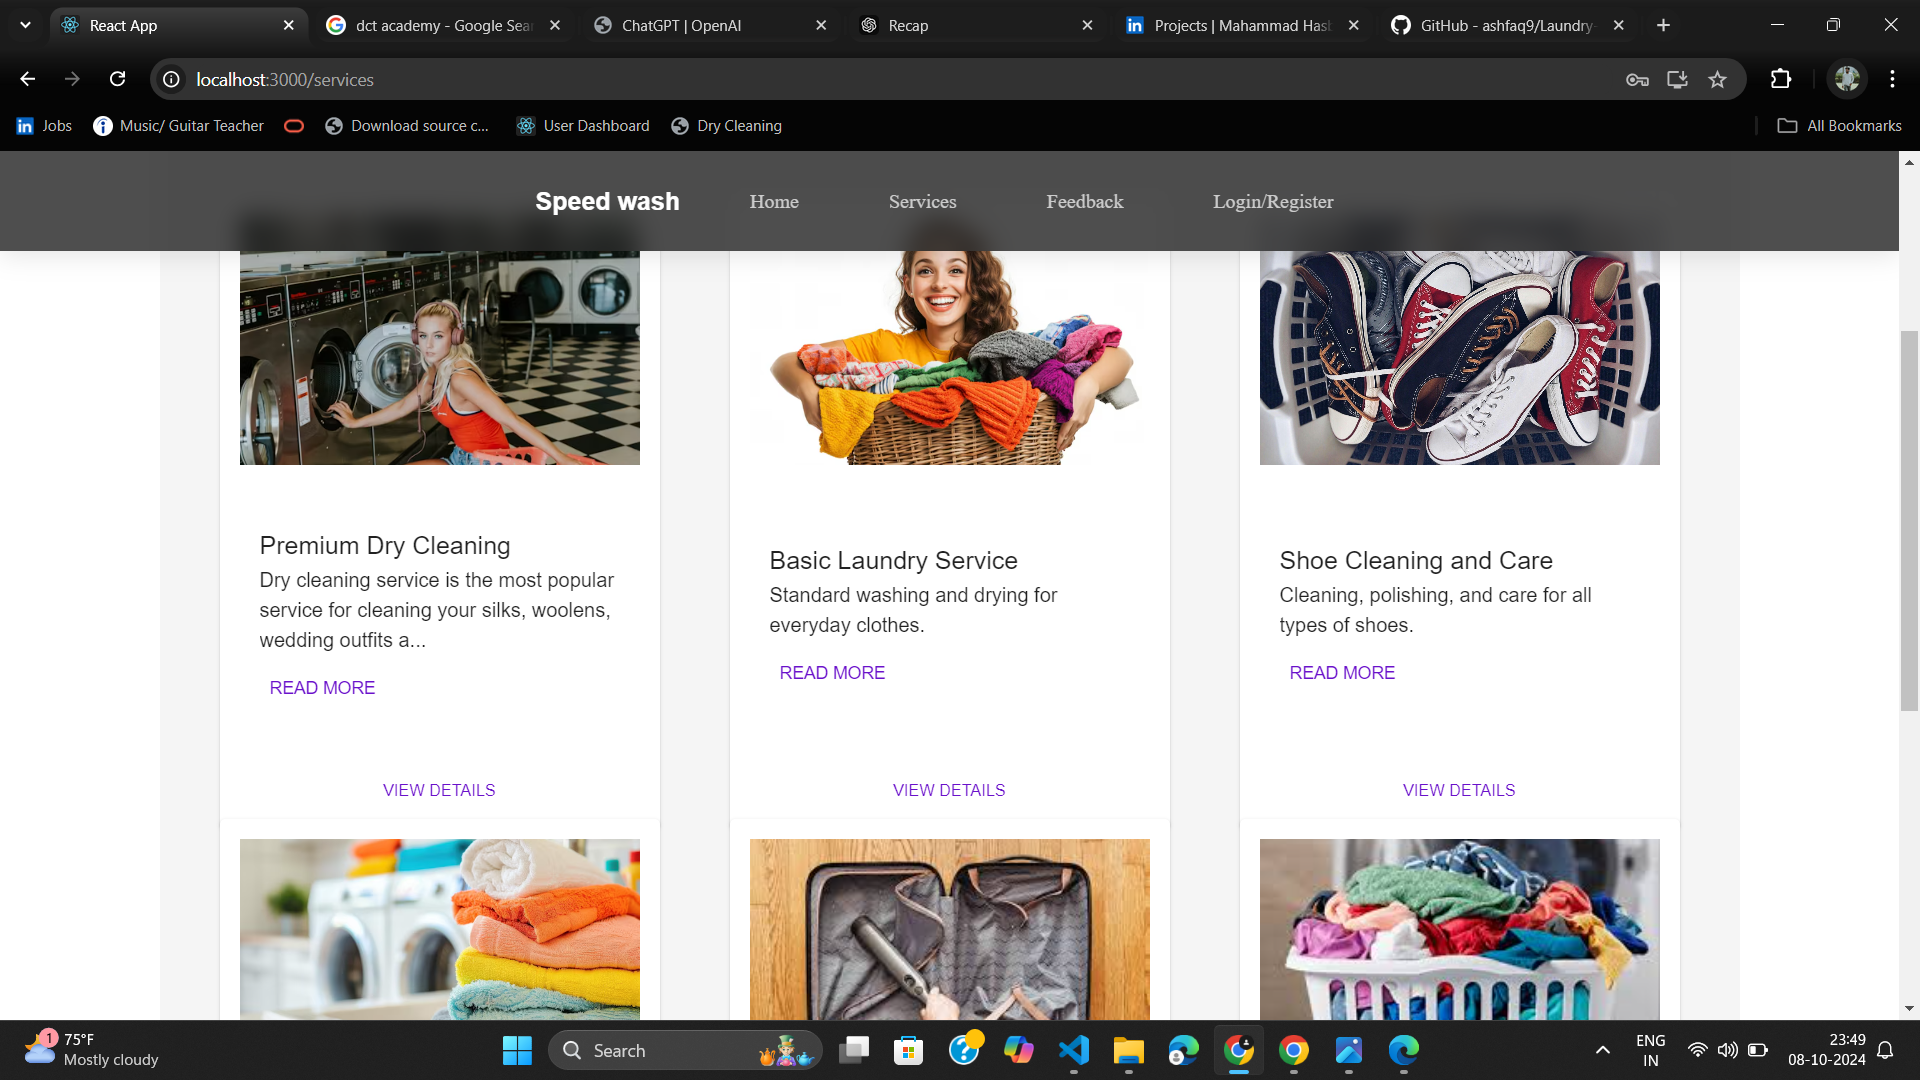 React App
dct academy - Google Sea
ChatGPT | OpenAI
Recap
Projects | Mahammad Hasb
GitHub - ashfaq9/Laundry-
localhost:3000/services
Jobs
Music/ Guitar Teacher
Download source c...
User Dashboard
Dry Cleaning
All Bookmarks
Speed wash
Home
Services
Feedback
Login/Register
Premium Dry Cleaning
Dry cleaning service is the most popular
service for cleaning your silks, woolens,
wedding outfits a...
READ MORE
VIEW DETAILS
Basic Laundry Service
Standard washing and drying for
everyday clothes.
READ MORE
VIEW DETAILS
Shoe Cleaning and Care
Cleaning, polishing, and care for all
types of shoes.
READ MORE
VIEW DETAILS
1
75°F
Mostly cloudy
Search
ENG
IN
23:49
08-10-2024